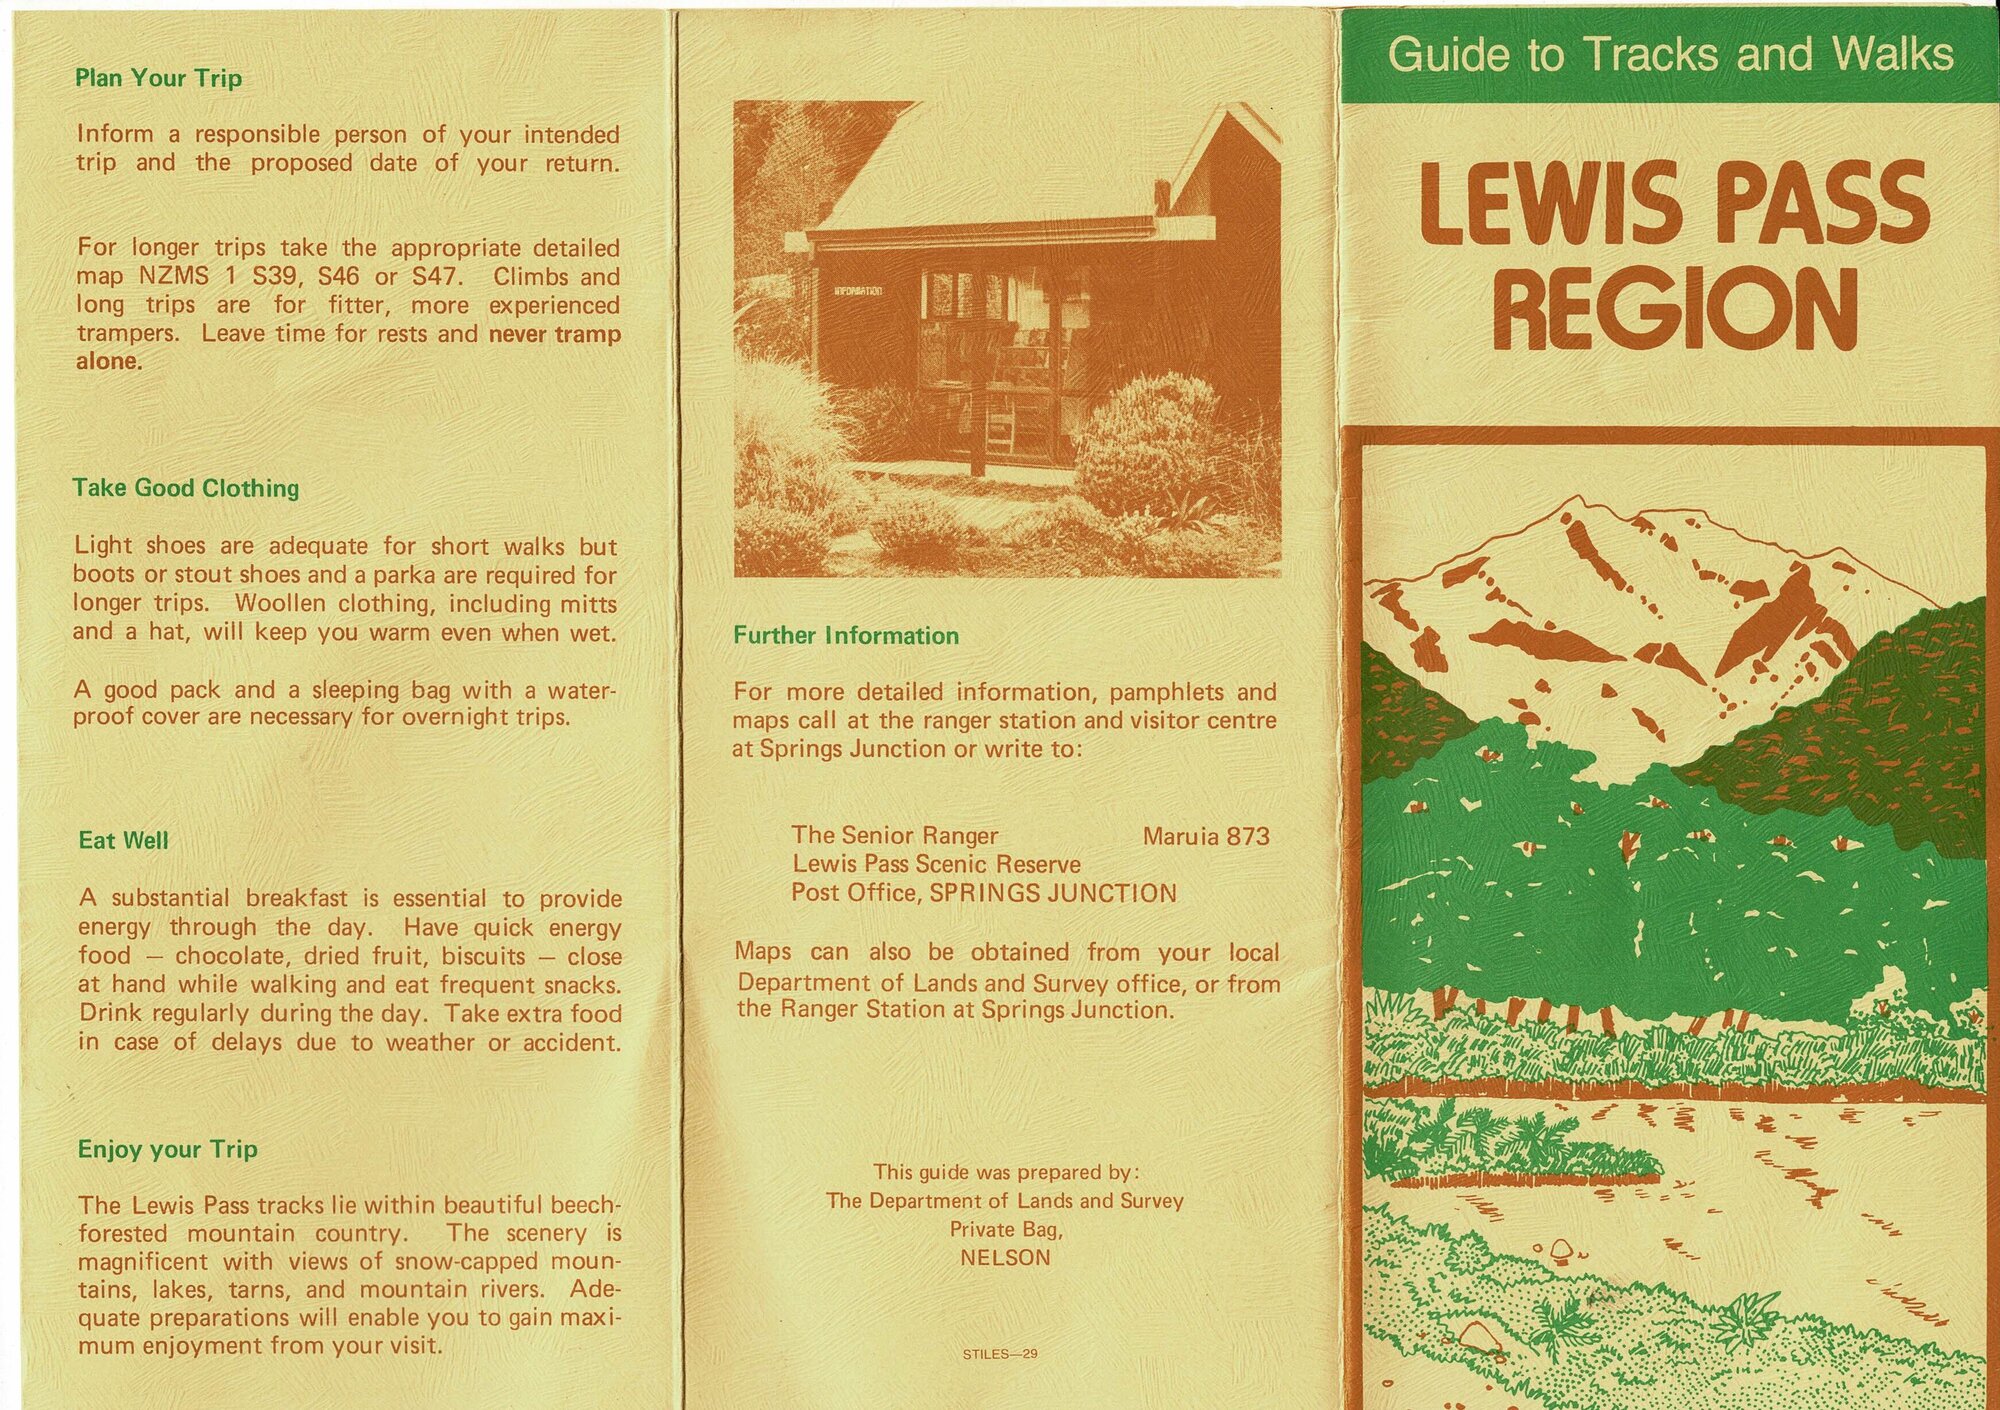 Plan Your Trip
Inform a responsible person of your intended
trip and the proposed date of your return.
For longer trips take the appropriate detailed
map NZMS 1 S39, S46 or S47. Climbs and
long trips are for fitter, more experienced
trampers. Leave time for rests and never tramp
alone.
Take Good Clothing
Light shoes are adequate for short walks but
boots or stout shoes and a parka are required for
longer trips. Woollen clothing, including mitts
and a hat, will keep you warm even when wet.
A good pack and a sleeping bag with a water-
proof cover are necessary for overnight trips.
Eat Well
A substantial breakfast is essential to provide
energy through the day. Have quick energy
food — chocolate, dried fruit, biscuits — close
at hand while walking and eat frequent snacks.
Drink regularly during the day. Take extra food
in case of delays due to weather or accident.
Enjoy your Trip
The Lewis Pass tracks lie within beautiful beech-
forested mountain country. The scenery is
magnificent with views of snow-capped moun-
tains, lakes, tarns, and mountain rivers. Ade-
quate preparations will enable you to gain maxi-
mum enjoyment from your visit.
INFORMATION
Further Information
For more detailed information, pamphlets and
maps call at the ranger station and visitor centre
at Springs Junction or write to:
The Senior Ranger Maruia 873
Lewis Pass Scenic Reserve
Post Office, SPRINGS JUNCTION
Maps can also be obtained from your local
Department of Lands and Survey office, or from
the Ranger Station at Springs Junction.
This guide was prepared by:
The Department of Lands and Survey
Private Bag,
NELSON
STILES—29
Guide to Tracks and Walks
LEWIS PASS
REGION